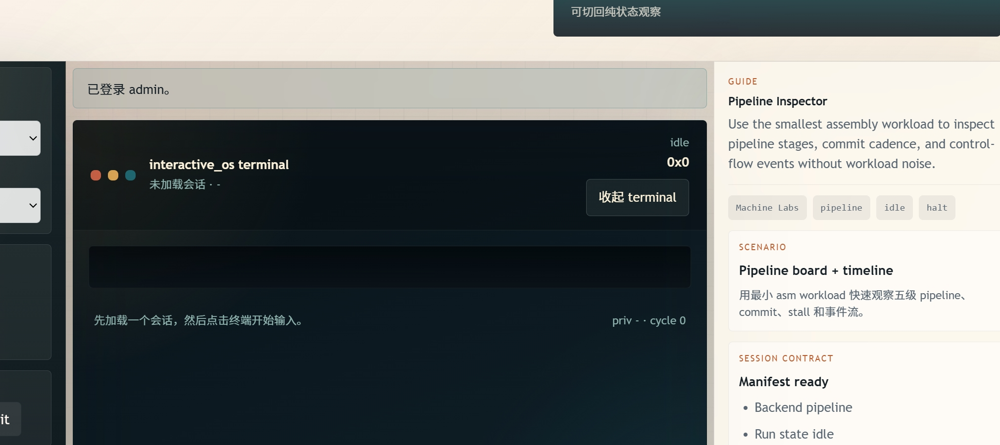 可切回纯状态观察
已登录 admin。
interactive_os terminal
未加载会话 · -
idle
0x0
收起 terminal
先加载一个会话，然后点击终端开始输入。
priv - · cycle 0
it
GUIDE
Pipeline Inspector
Use the smallest assembly workload to inspect
pipeline stages, commit cadence, and control-
flow events without workload noise.
Machine Labs
pipeline
idle
halt
SCENARIO
Pipeline board + timeline
用最小 asm workload 快速观察五级 pipeline、
commit、stall 和事件流。
SESSION CONTRACT
Manifest ready
• Backend pipeline
• Run state idle